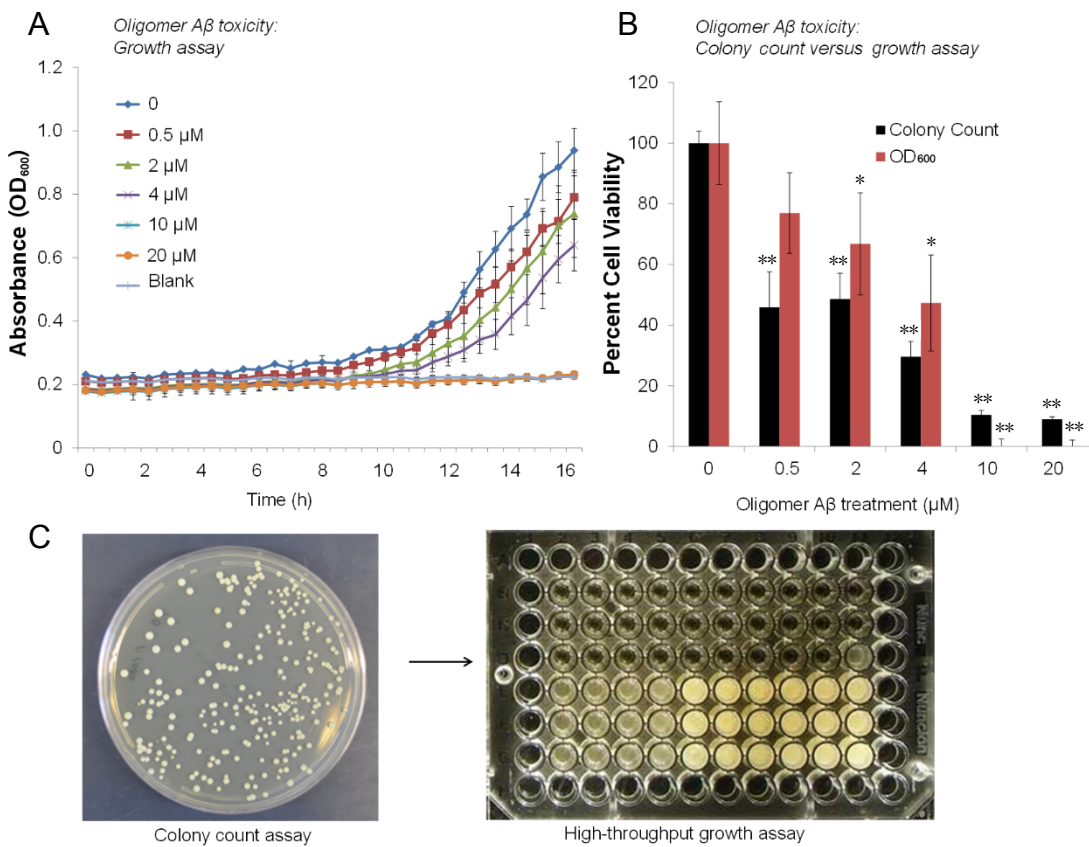 A
Oligomer Aβ toxicity:
Growth assay
1.2
1.0
0.8
0.6
0.4
0.2
0
Absorbance (OD600)
0
0.5 µM
2 µM
4 µM
10 µM
20 µM
Blank
0 2 4 6 8 10 12 14 16
Time (h)
B
Oligomer Aβ toxicity:
Colony count versus growth assay
120
100
80
60
40
20
0
Percent Cell Viability
Colony Count
OD600
**
*
**
*
**
**
**
**
**
0 0.5 2 4 10 20
Oligomer Aβ treatment (µM)
C
Colony count assay
High-throughput growth assay